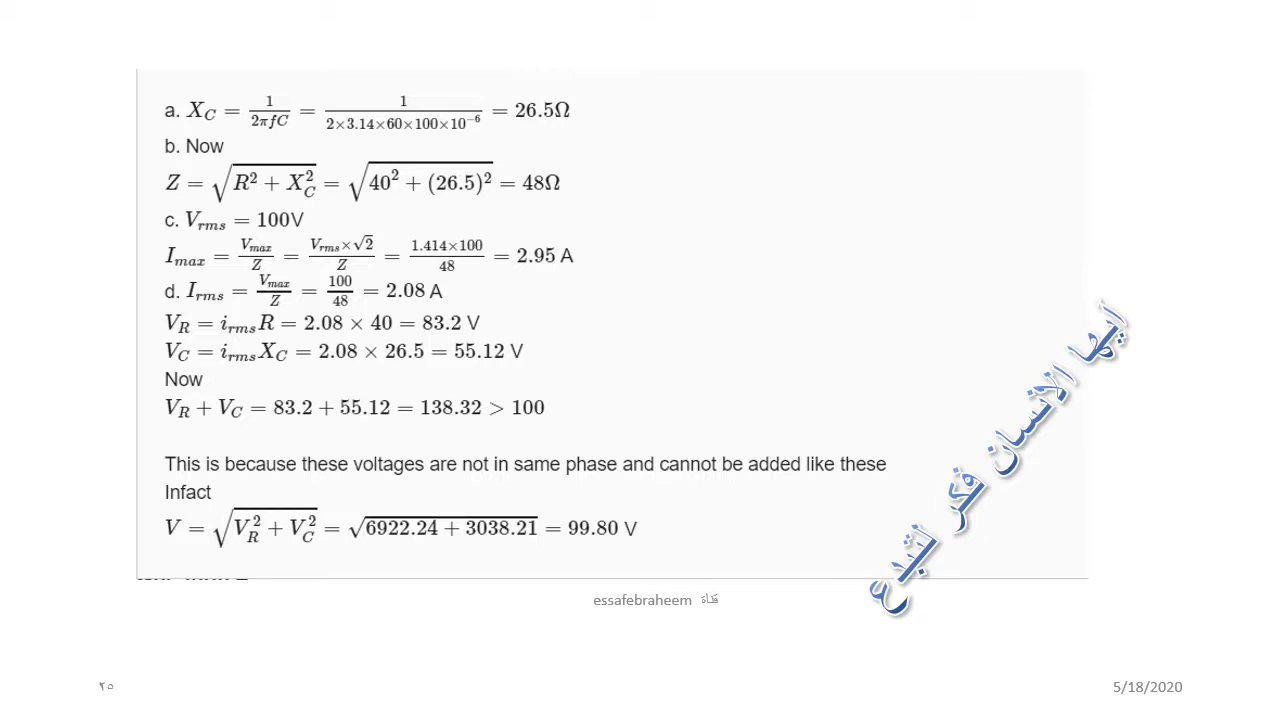 a. X_C = 1/(2πfC) = 1/(2×3.14×60×100×10⁻⁶) = 26.5Ω
b. Now
Z = √(R² + X_C²) = √(40² + (26.5)²) = 48Ω
c. V_rms = 100V
I_max = V_max/Z = (V_rms×√2)/Z = (1.414×100)/48 = 2.95 A
d. I_rms = V_max/Z = 100/48 = 2.08 A
V_R = i_rms R = 2.08 × 40 = 83.2 V
V_C = i_rms X_C = 2.08 × 26.5 = 55.12 V
Now
V_R + V_C = 83.2 + 55.12 = 138.32 > 100
This is because these voltages are not in same phase and cannot be added like these
Infact
V = √(V_R² + V_C²) = √(6922.24 + 3038.21) = 99.80 V
ايها الانسان فكر لتبدع
essafebraheem قناة
٢٥
5/18/2020